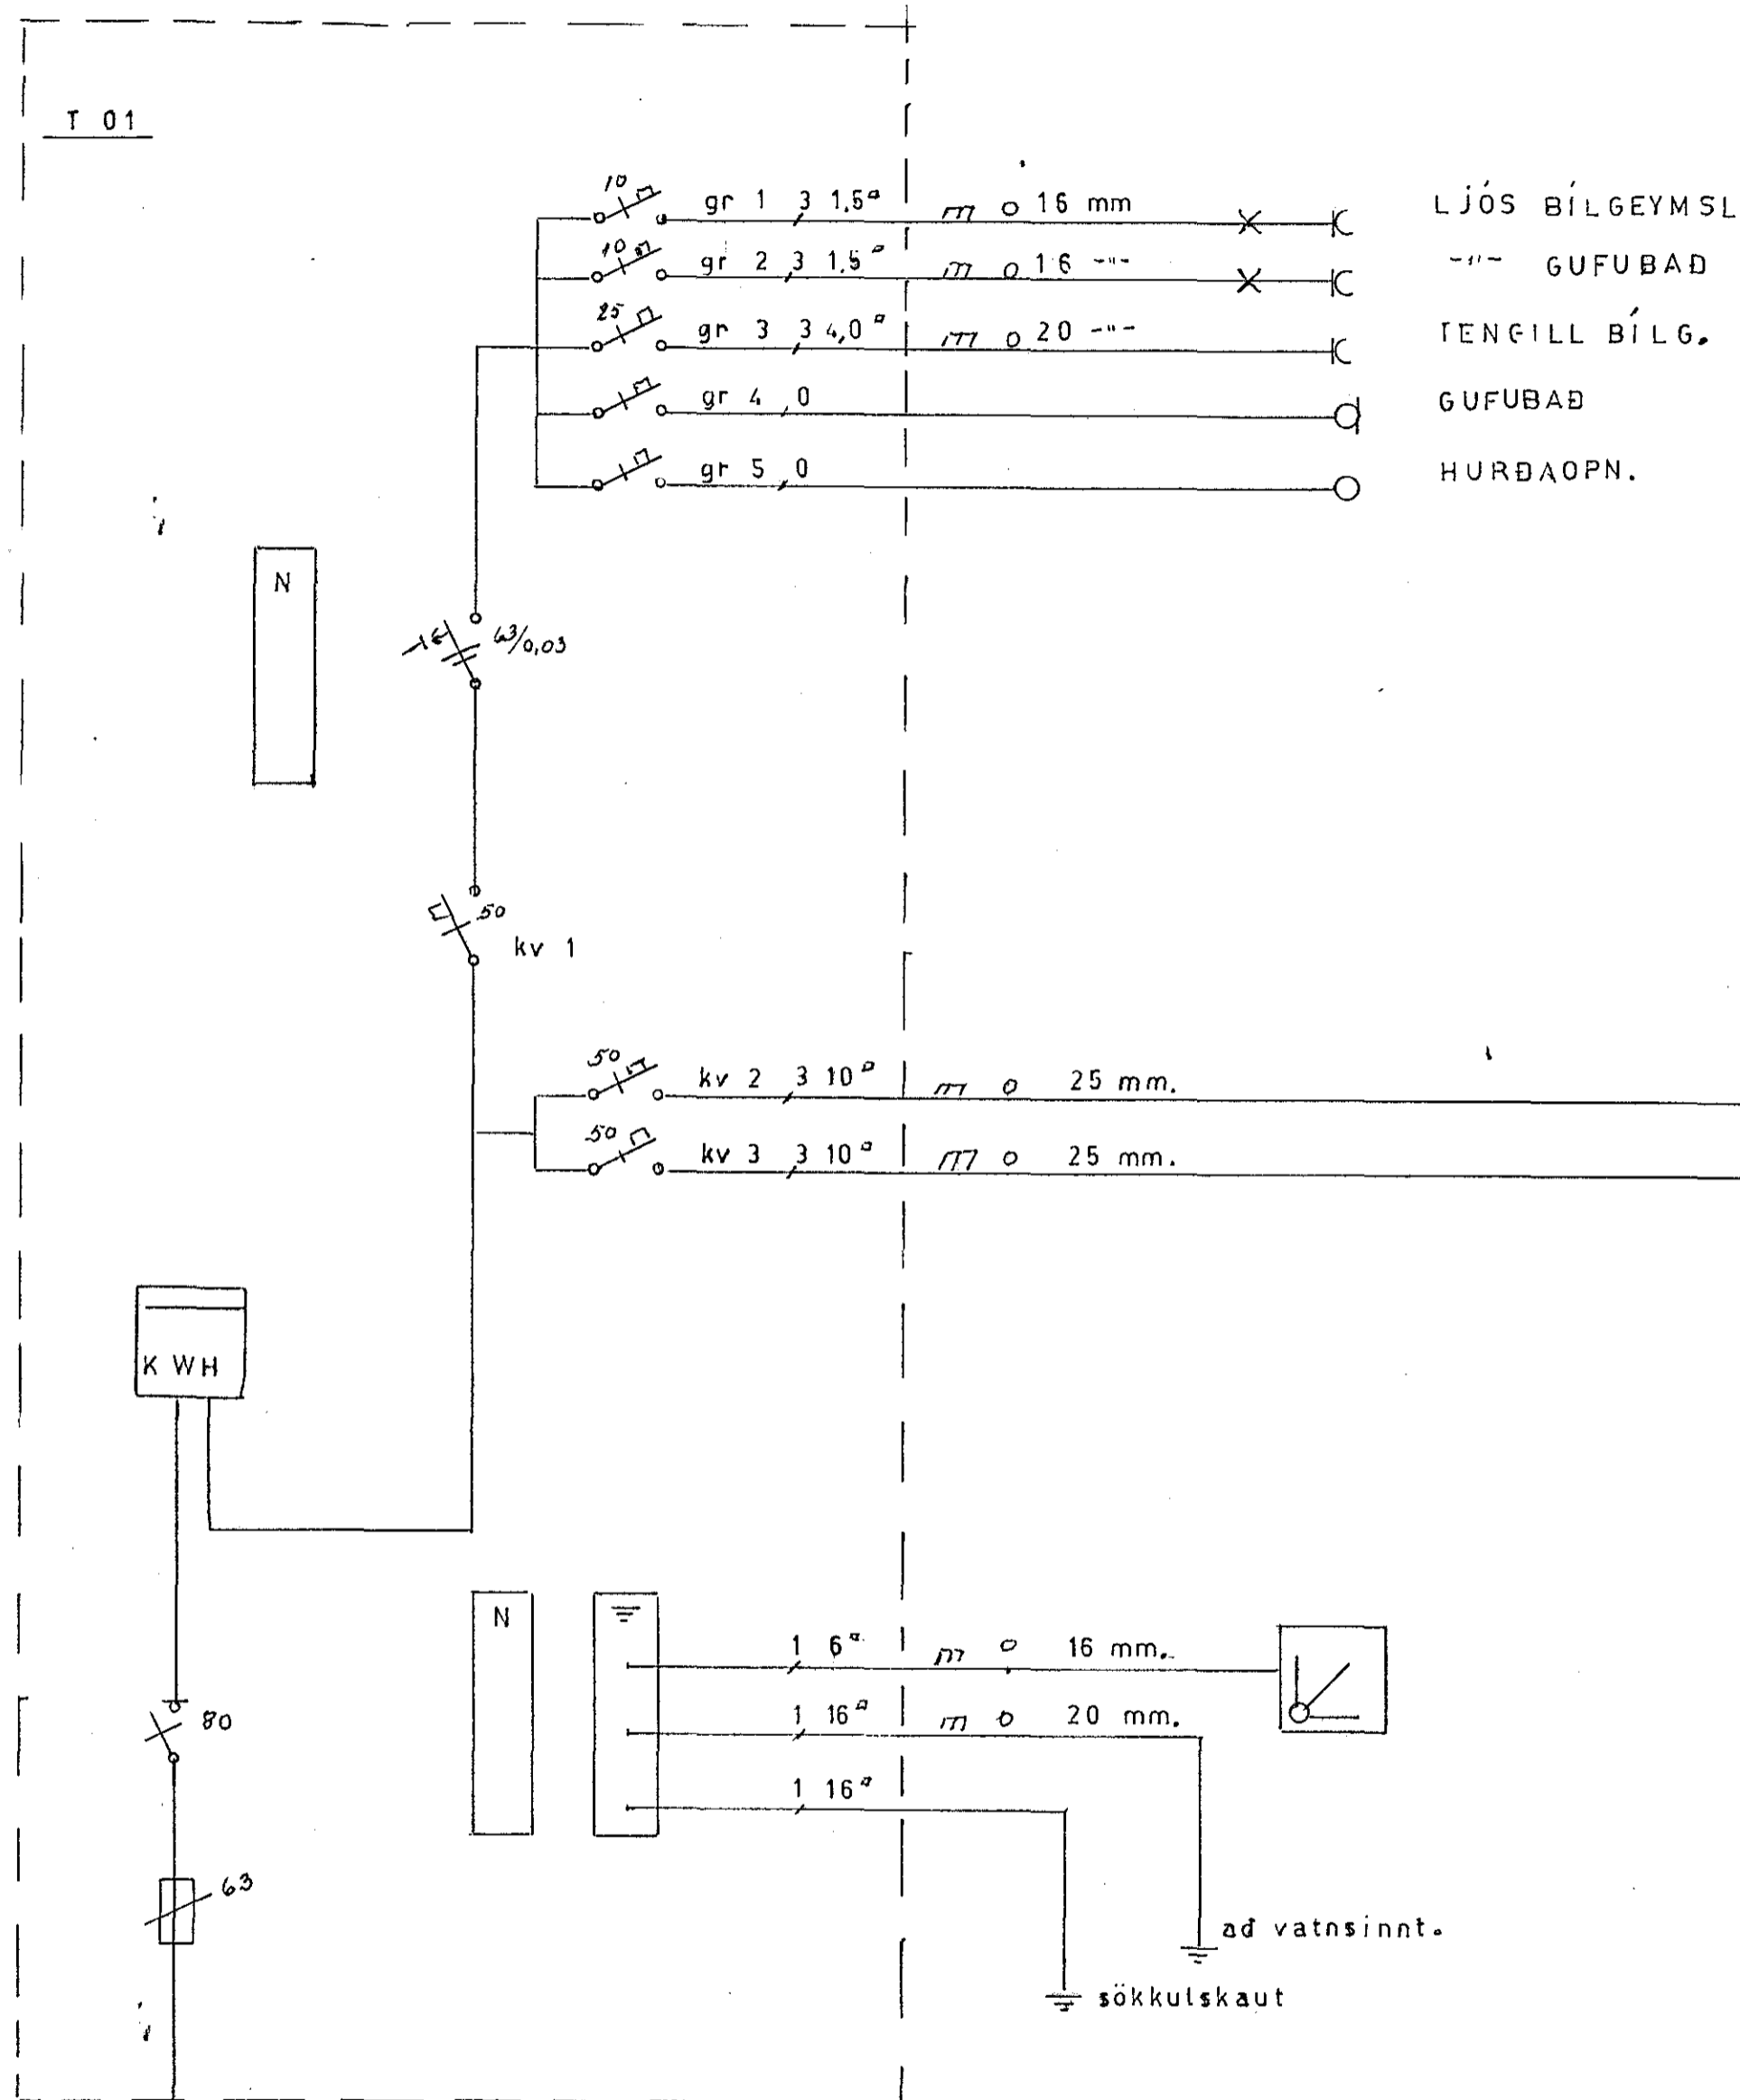 T 01
10 gr 1 3 1,5▫ m o 16 mm LJÓS BÍLGEYMSL
10 gr 2 3 1,5▫ m o 16 -"- -"- GUFUBAÐ
25 gr 3 3 4,0▫ m o 20 -"- TENGILL BÍLG.
gr 4 0 GUFUBAÐ
gr 5 0 HURÐAOPN.
N
63/0,03
50
kv 1
50 kv 2 3 10▫ m o 25 mm.
50 kv 3 3 10▫ m o 25 mm.
KWH
N
1 6▫ m o 16 mm.
80 1 16▫ m o 20 mm.
1 16▫
63
að vatnsinnt.
sökkulskaut